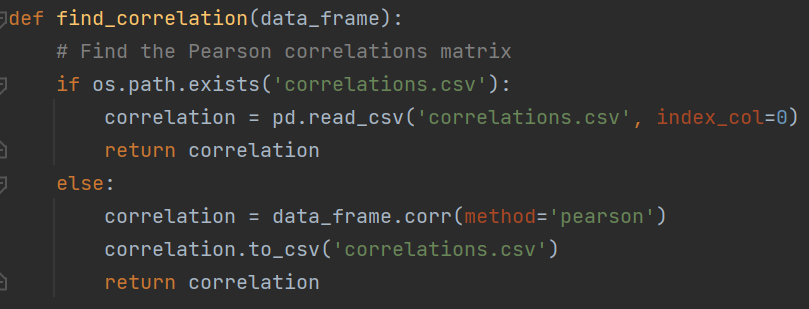 def find_correlation(data_frame):
    # Find the Pearson correlations matrix
    if os.path.exists('correlations.csv'):
        correlation = pd.read_csv('correlations.csv', index_col=0)
        return correlation
    else:
        correlation = data_frame.corr(method='pearson')
        correlation.to_csv('correlations.csv')
        return correlation